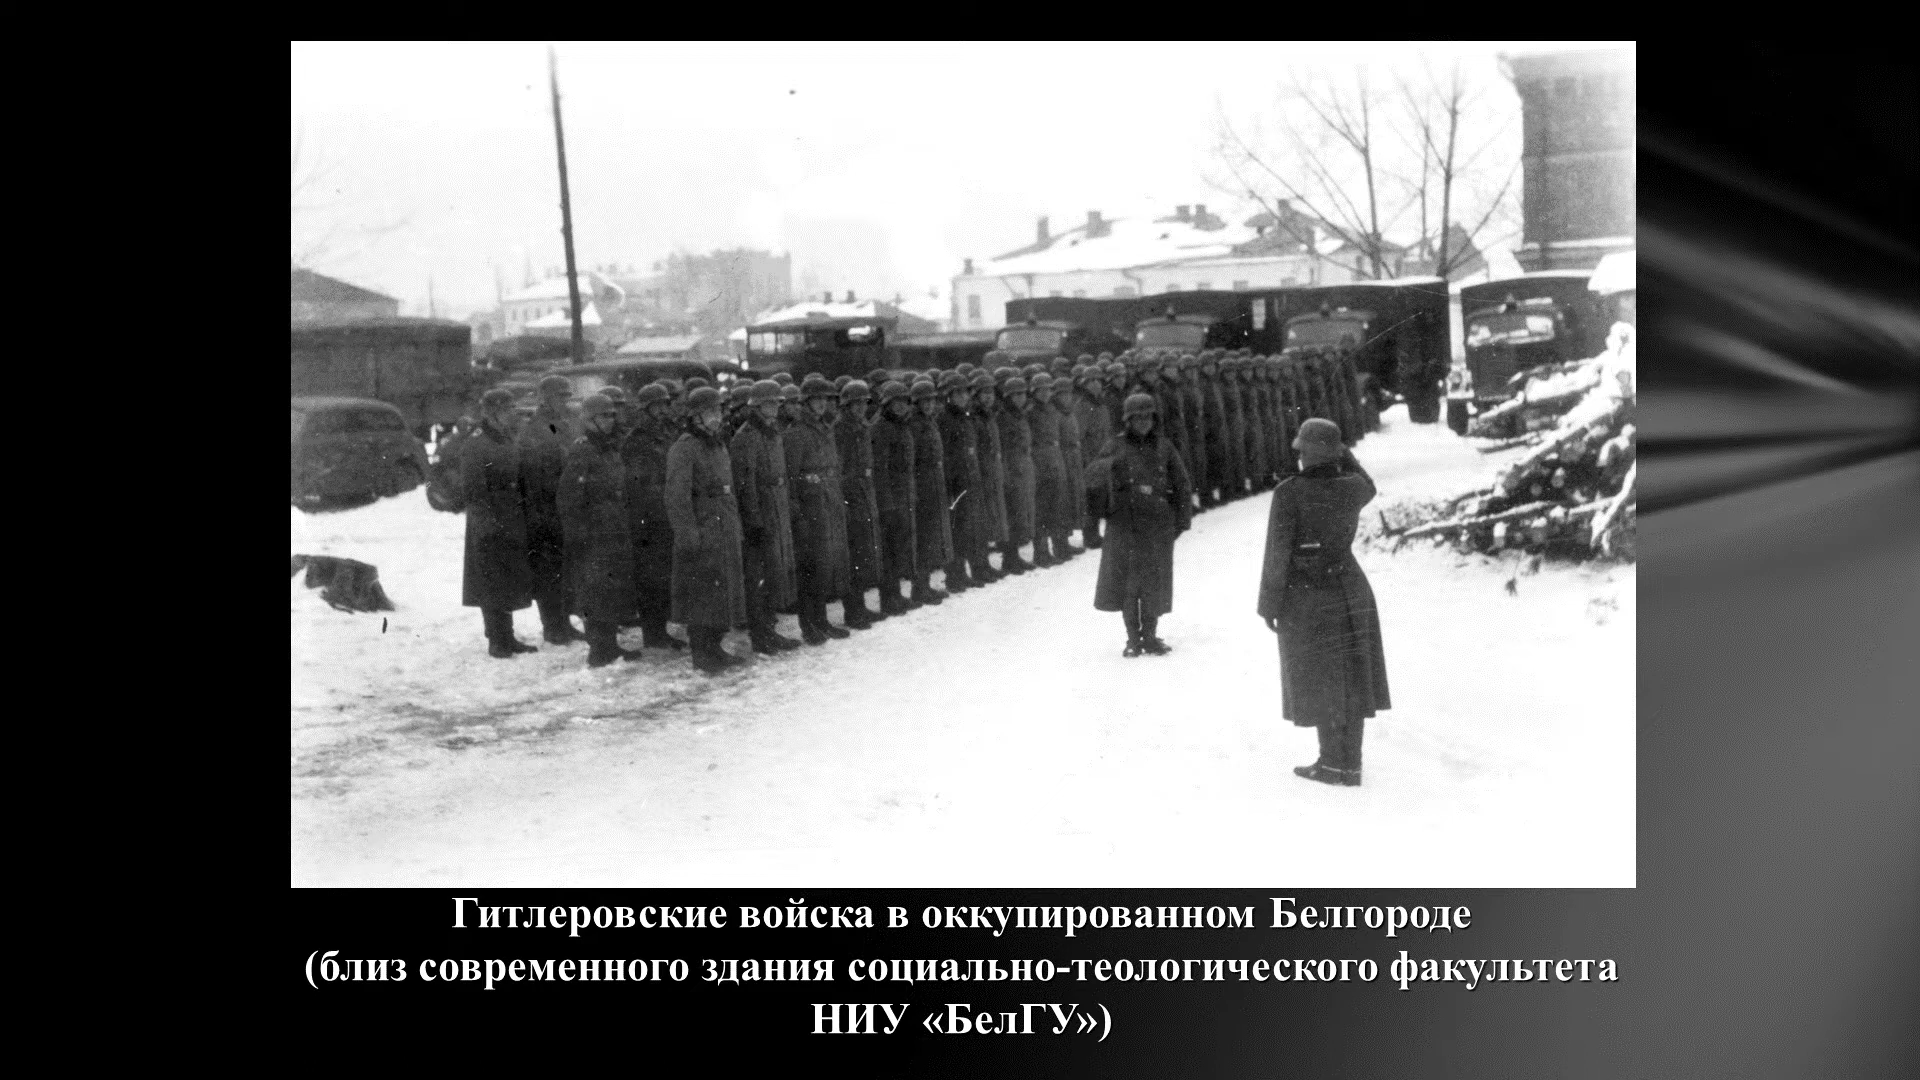 Гитлеровские войска в оккупированном Белгороде
(близ современного здания социально-теологического факультета
НИУ «БелГУ»)